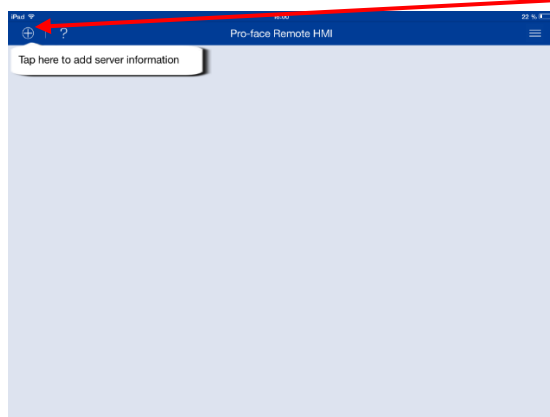 iPad
22 %
? Pro-face Remote HMI
Tap here to add server information